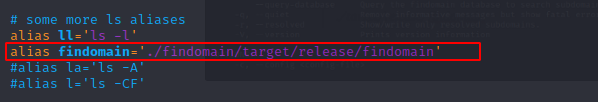 # some more ls aliases
alias ll='ls -l'
alias findomain='./findomain/target/release/findomain'
#alias la='ls -A'
#alias l='ls -CF'